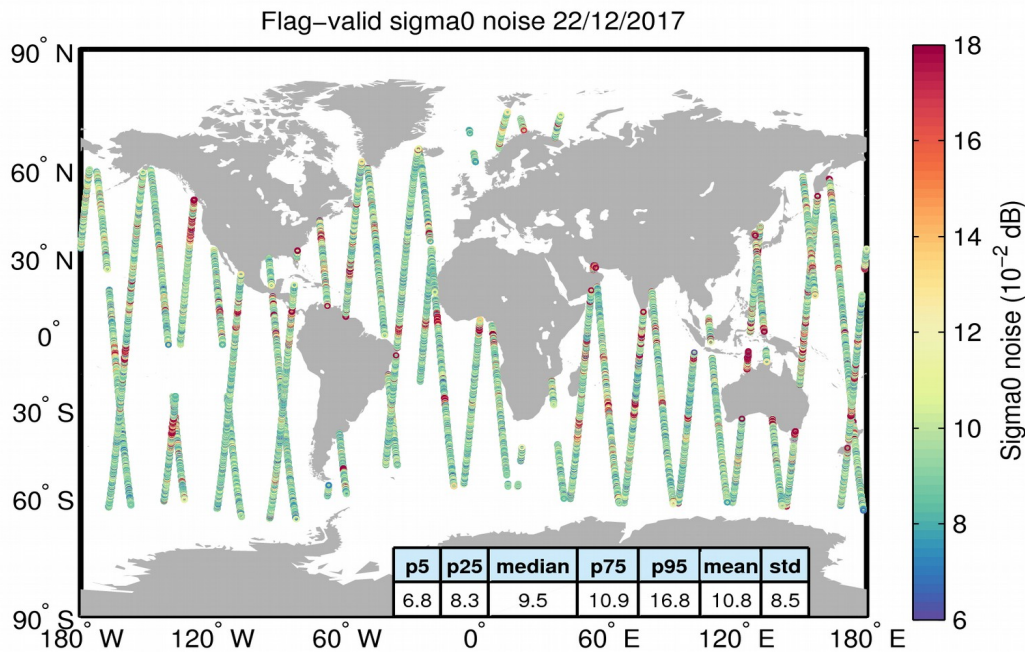 Flag−valid sigma0 noise 22/12/2017
90° N
60° N
30° N
0°
30° S
60° S
90° S
180° W
120° W
60° W
0°
60° E
120° E
180° E
p5 p25 median p75 p95 mean std
6.8 8.3 9.5 10.9 16.8 10.8 8.5
18
16
14
12
10
8
6
Sigma0 noise (10⁻² dB)